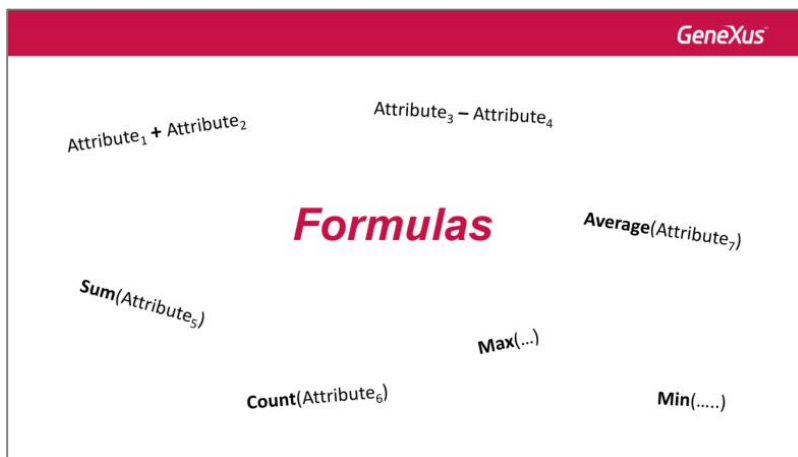 GeneXus
Attribute₁ + Attribute₂
Attribute₃ – Attribute₄
Formulas
Average(Attribute₇)
Sum(Attribute₅)
Max(...)
Count(Attribute₆)
Min(.....)